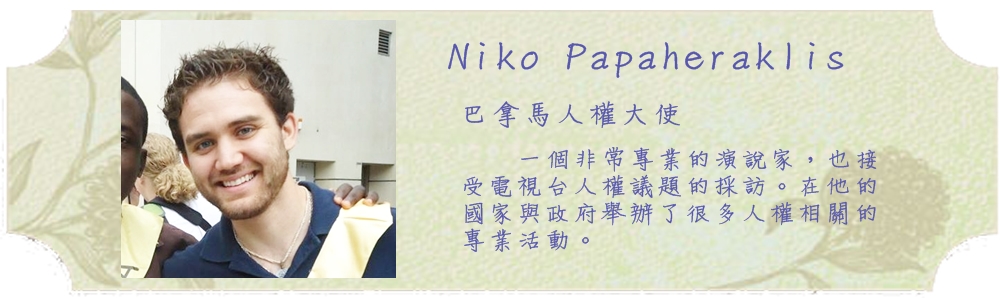 Niko Papaheraklis
巴拿馬人權大使
一個非常專業的演說家，也接
受電視台人權議題的採訪。在他的
國家與政府舉辦了很多人權相關的
專業活動。